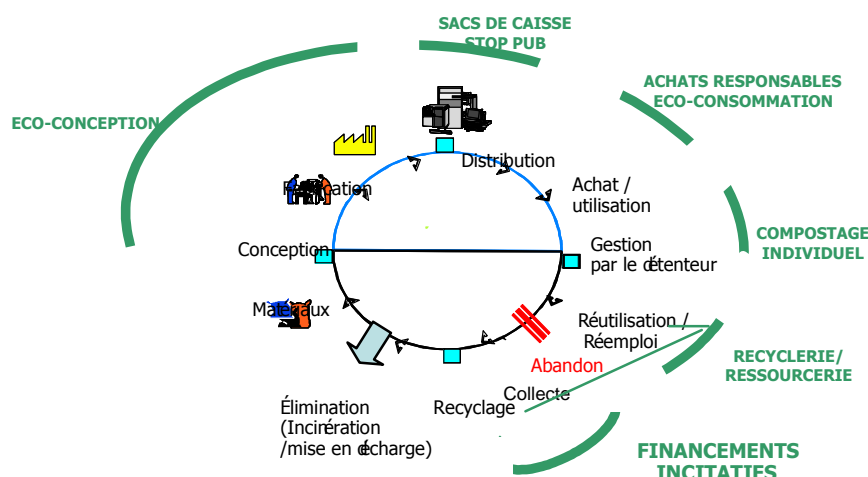 SACS DE CAISSE
STOP PUB
ACHATS RESPONSABLES
ECO-CONSOMMATION
ECO-CONCEPTION
Distribution
Achat /
utilisation
Conception
Gestion
par le détenteur
COMPOSTAGE
INDIVIDUEL
Matériaux
Réutilisation /
Réemploi
Abandon
RECYCLERIE/
RESSOURCERIE
Collecte
Recyclage
Élimination
(Incinération
/mise en décharge)
FINANCEMENTS
INCITATIFS